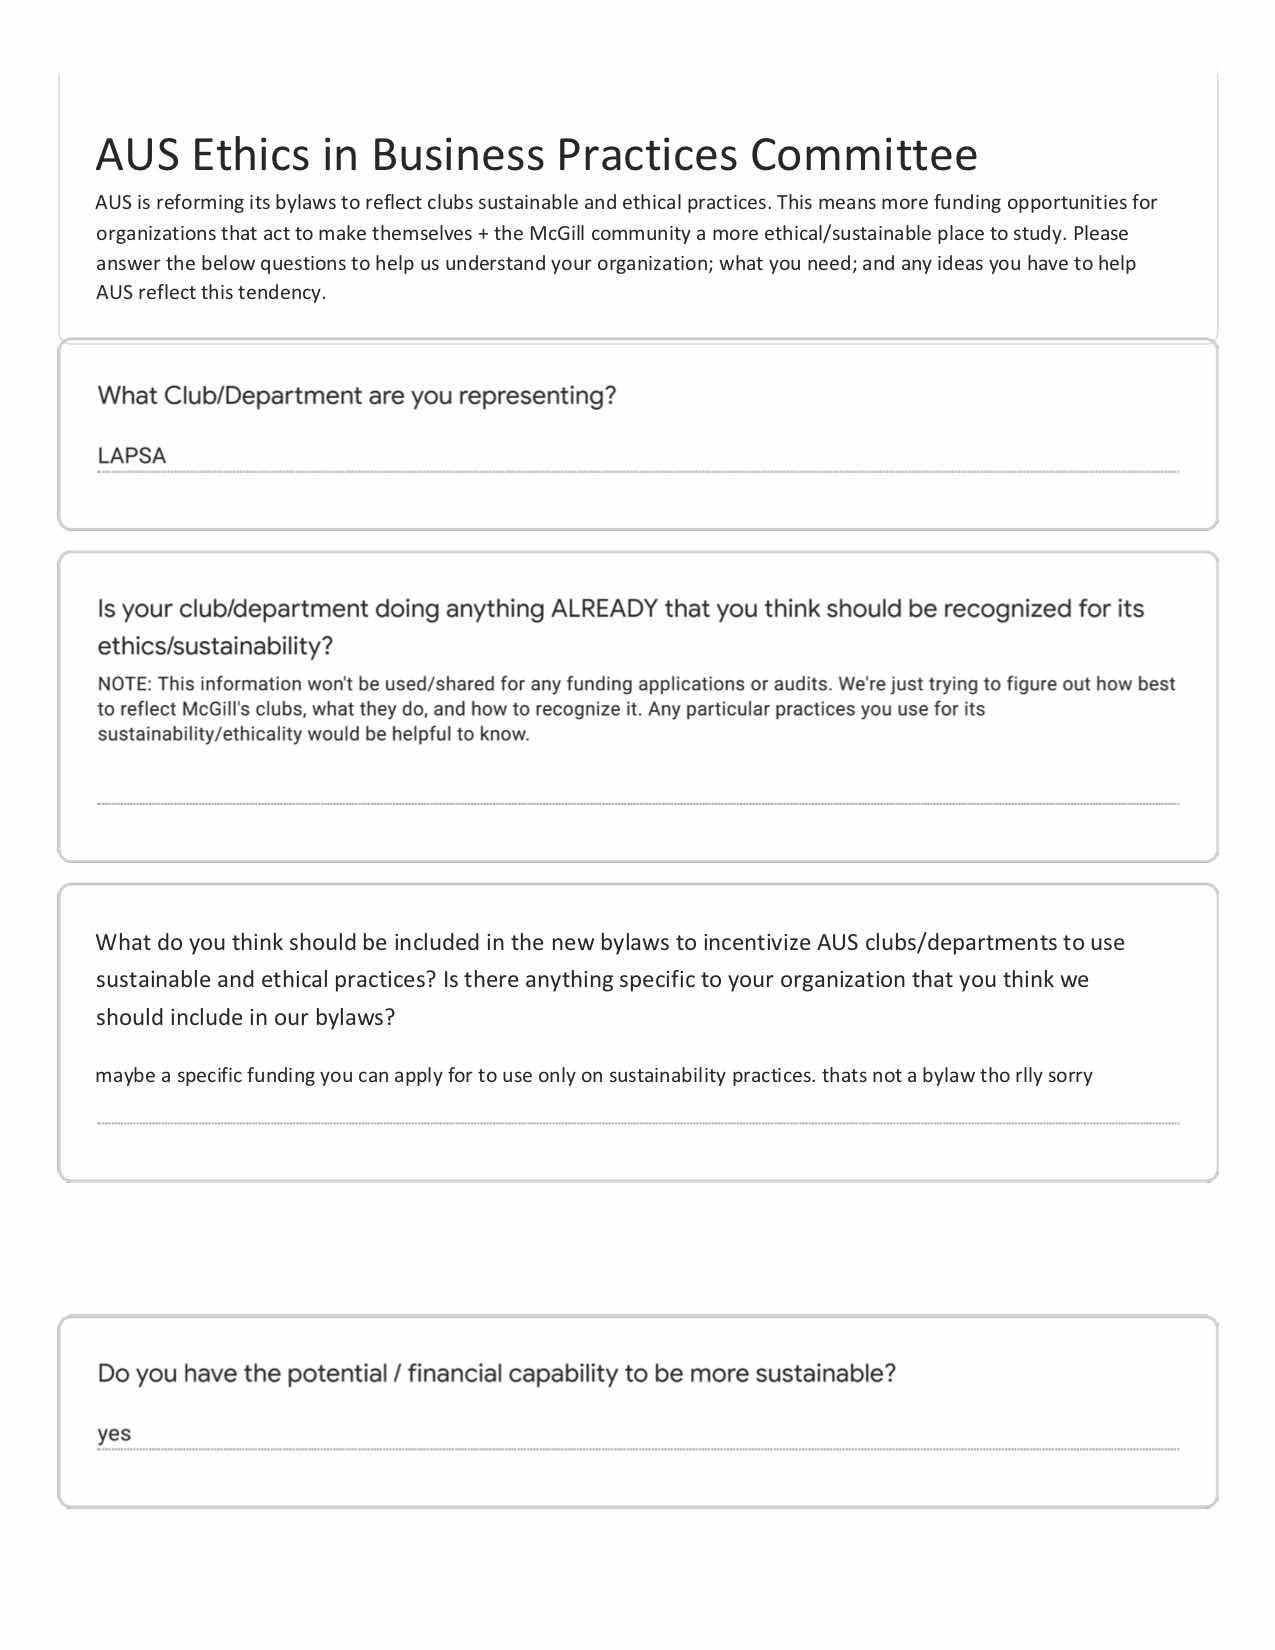 AUS Ethics in Business Practices Committee
AUS is reforming its bylaws to reflect clubs sustainable and ethical practices. This means more funding opportunities for
organizations that act to make themselves + the McGill community a more ethical/sustainable place to study. Please
answer the below questions to help us understand your organization; what you need; and any ideas you have to help
AUS reflect this tendency.
What Club/Department are you representing?
LAPSA
Is your club/department doing anything ALREADY that you think should be recognized for its
ethics/sustainability?
NOTE: This information won't be used/shared for any funding applications or audits. We're just trying to figure out how best
to reflect McGill's clubs, what they do, and how to recognize it. Any particular practices you use for its
sustainability/ethicality would be helpful to know.
What do you think should be included in the new bylaws to incentivize AUS clubs/departments to use
sustainable and ethical practices? Is there anything specific to your organization that you think we
should include in our bylaws?
maybe a specific funding you can apply for to use only on sustainability practices. thats not a bylaw tho rlly sorry
Do you have the potential / financial capability to be more sustainable?
yes